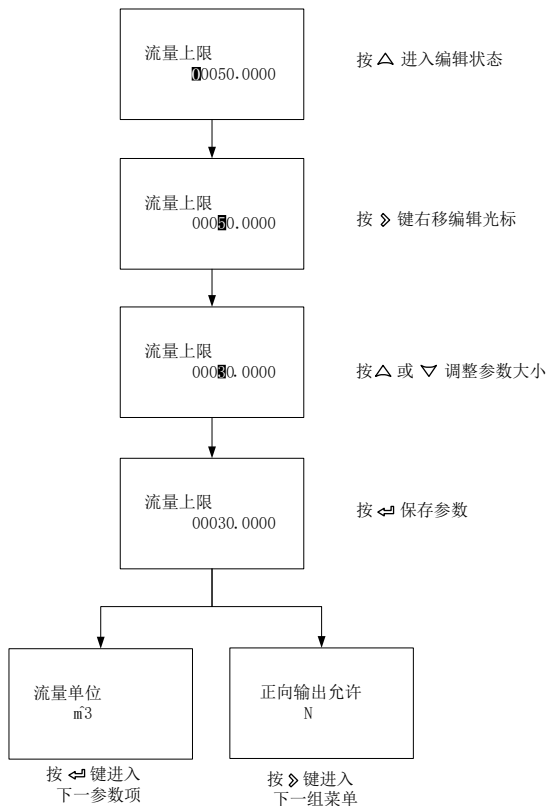 流量上限
00050.0000
按 △ 进入编辑状态
流量上限
00050.0000
按 》 键右移编辑光标
流量上限
00030.0000
按△ 或 ▽ 调整参数大小
流量上限
00030.0000
按 ↵ 保存参数
流量单位
m^3
正向输出允许
N
按 ↵ 键进入
下一参数项
按 》 键进入
下一组菜单